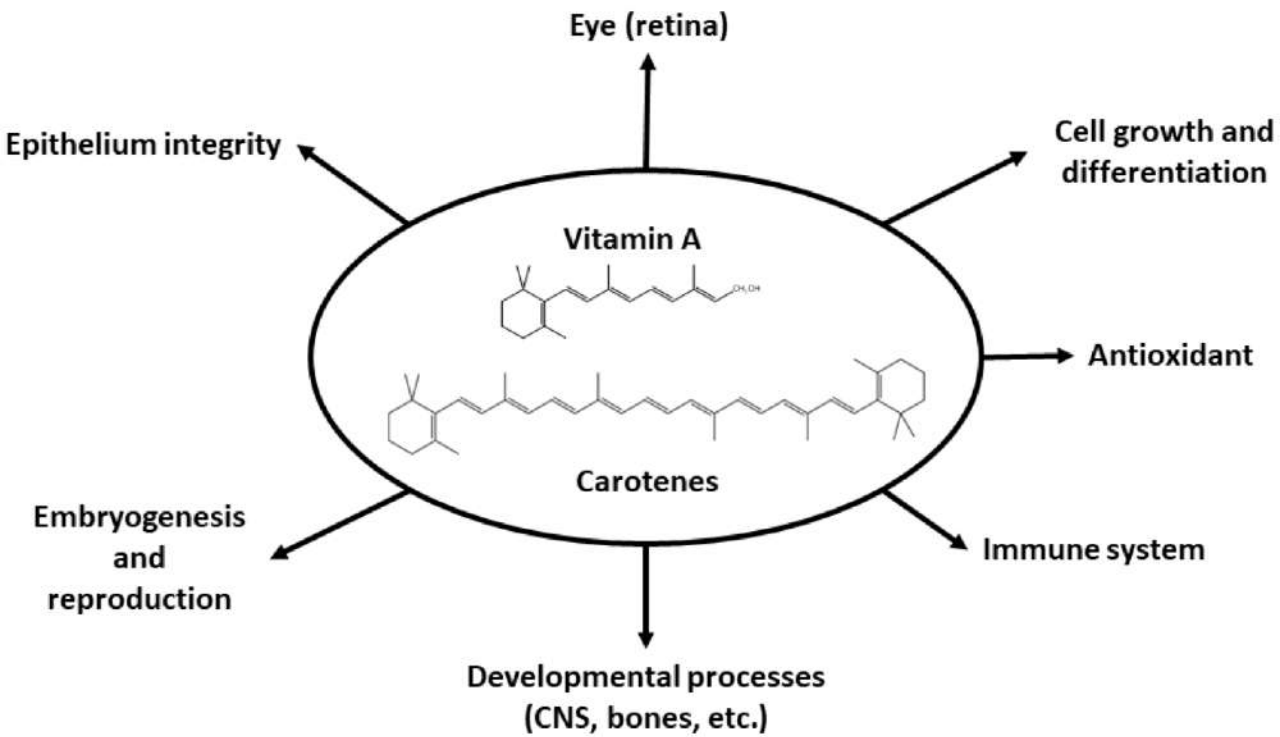 Eye (retina)
Epithelium integrity
Cell growth and
differentiation
Vitamin A
CH₂OH
Antioxidant
Carotenes
Embryogenesis
and
reproduction
Immune system
Developmental processes
(CNS, bones, etc.)